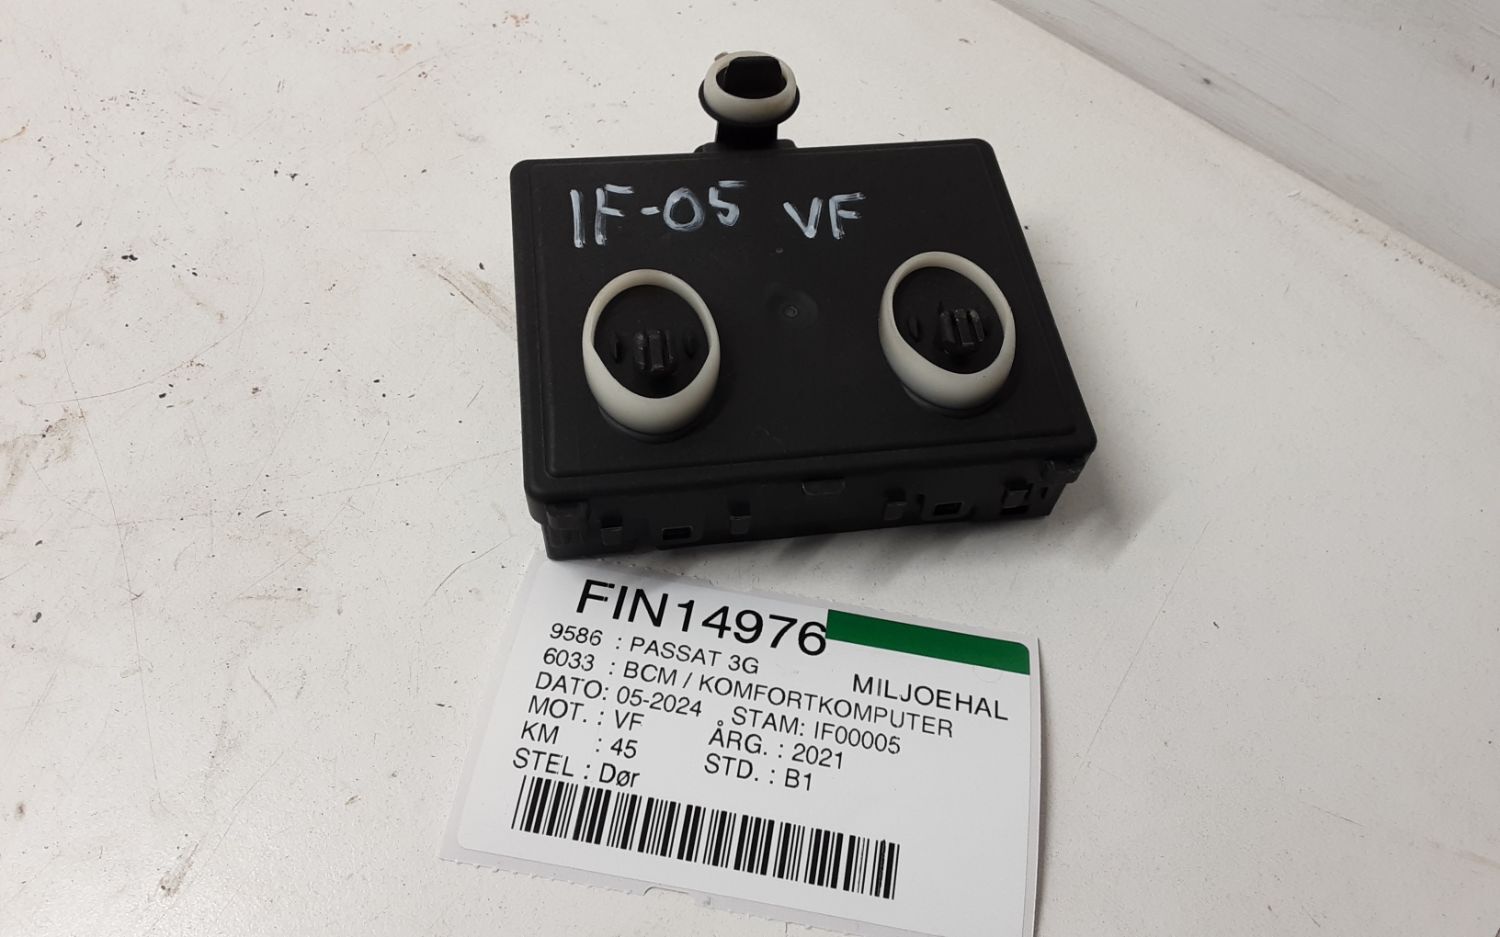 IF-05 VF
FIN14976
9586 : PASSAT 3G MILJOEHAL
6033 : BCM / KOMFORTKOMPUTER
DATO: 05-2024 STAM: IF00005
MOT. : VF ÅRG. : 2021
KM : 45 STD. : B1
STEL : Dør